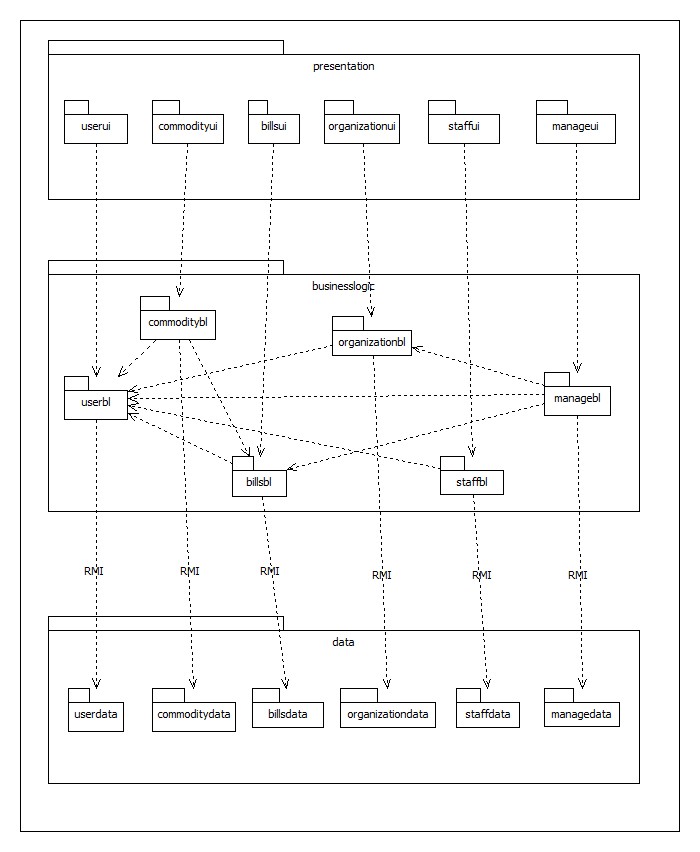 presentation
userui
commodityui
billsui
organizationui
staffui
manageui
businesslogic
commoditybl
organizationbl
userbl
managebl
billsbl
staffbl
RMI
RMI
RMI
RMI
RMI
RMI
data
userdata
commoditydata
billsdata
organizationdata
staffdata
managedata